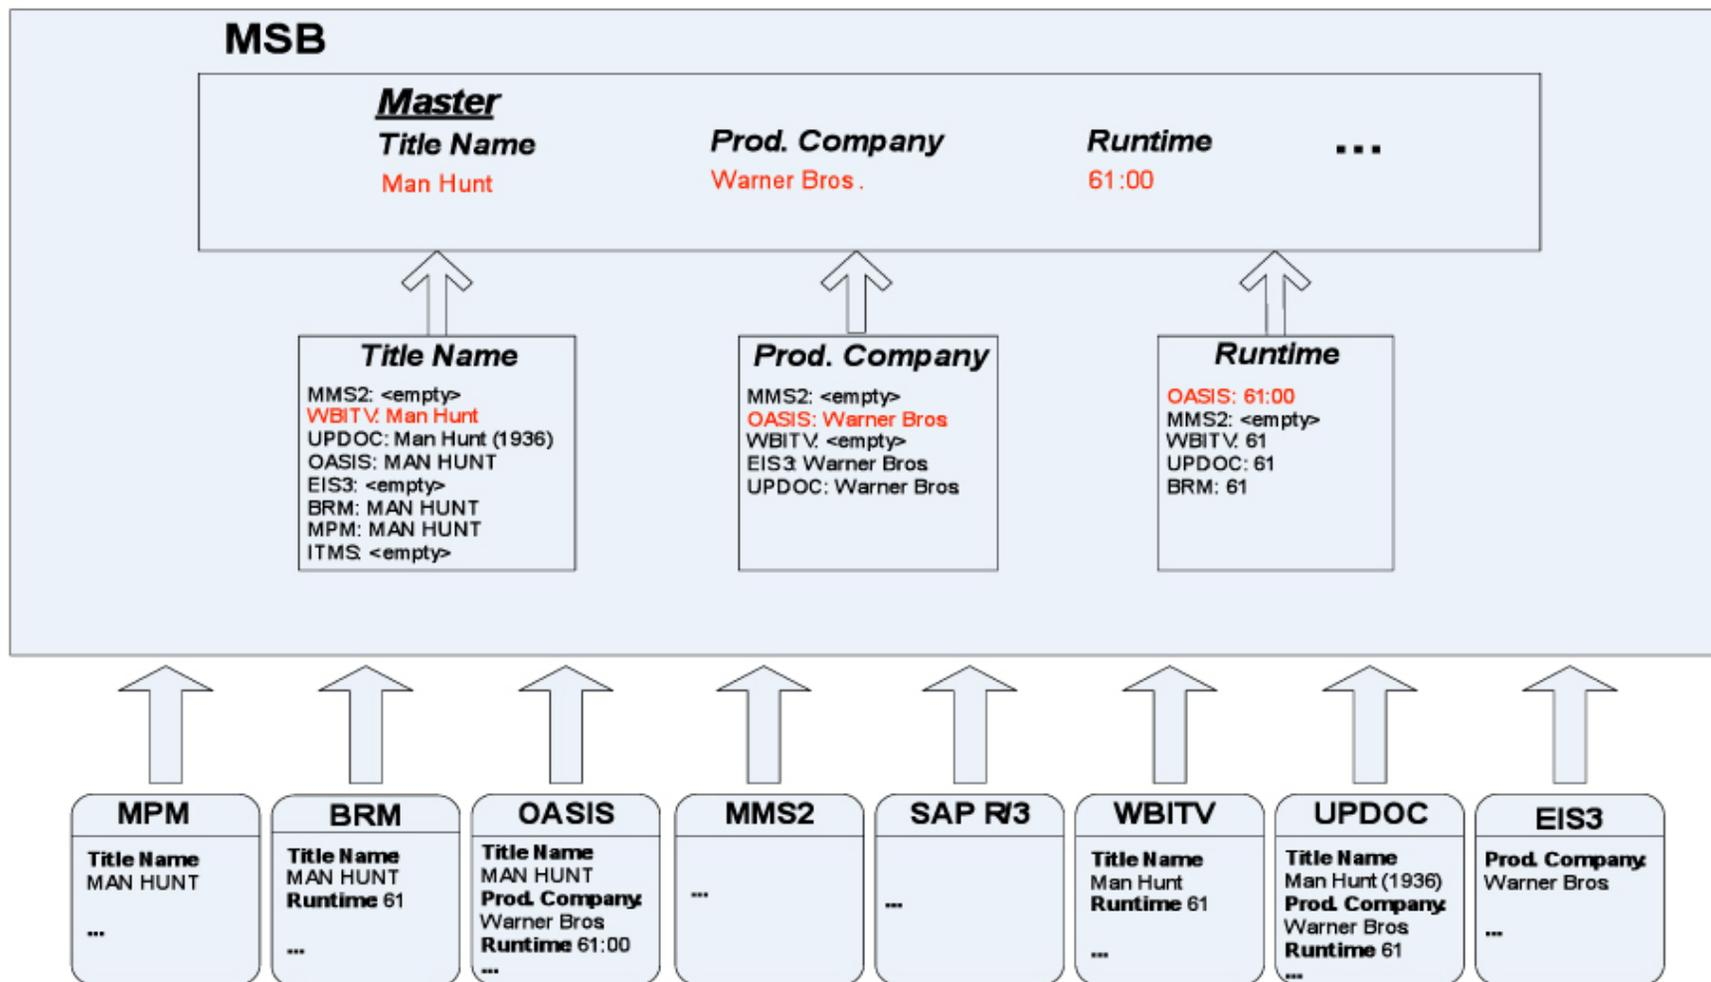 MSB
Master
Title Name Prod. Company Runtime ...
Man Hunt Warner Bros. 61:00
Title Name
MMS2: <empty>
WBITV: Man Hunt
UPDOC: Man Hunt (1936)
OASIS: MAN HUNT
EIS3: <empty>
BRM: MAN HUNT
MPM: MAN HUNT
ITMS: <empty>
Prod. Company
MMS2: <empty>
OASIS: Warner Bros.
WBITV: <empty>
EIS3: Warner Bros.
UPDOC: Warner Bros.
Runtime
OASIS: 61:00
MMS2: <empty>
WBITV: 61
UPDOC: 61
BRM: 61
MPM
Title Name
MAN HUNT
...
BRM
Title Name
MAN HUNT
Runtime 61
...
OASIS
Title Name
MAN HUNT
Prod. Company:
Warner Bros.
Runtime: 61:00
...
MMS2
...
SAP R/3
...
WBITV
Title Name
Man Hunt
Runtime 61
...
UPDOC
Title Name
Man Hunt (1936)
Prod. Company:
Warner Bros.
Runtime 61
...
EIS3
Prod. Company:
Warner Bros.
...